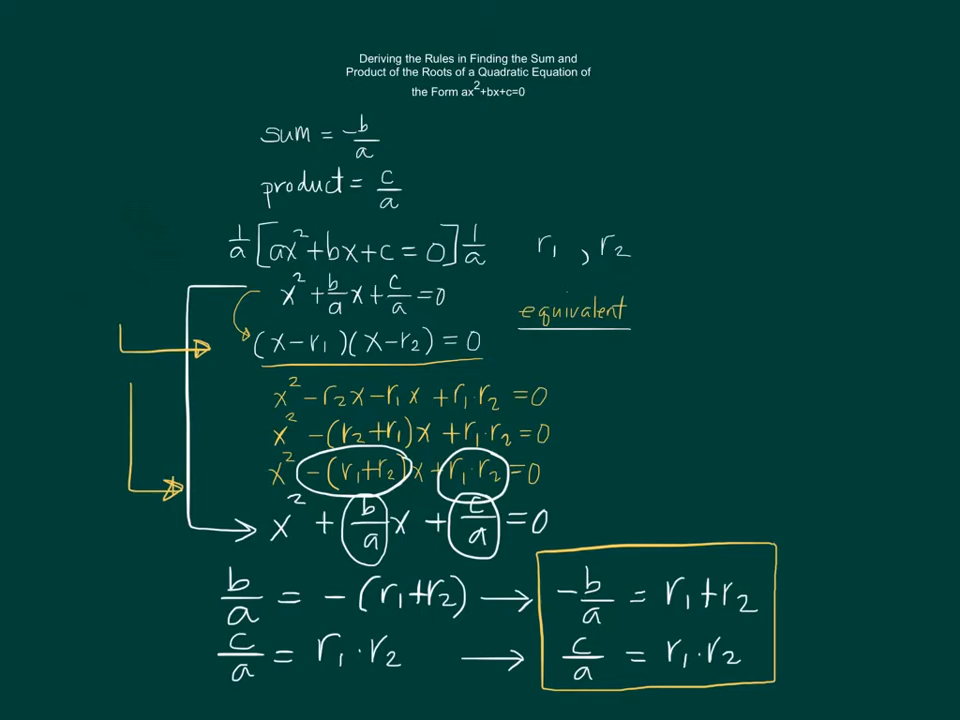 Deriving the Rules in Finding the Sum and
Product of the Roots of a Quadratic Equation of
the Form ax²+bx+c=0
sum = -b/a
product = c/a
1/a [ax² + bx + c = 0] 1/a r₁ , r₂
x² + b/a x + c/a = 0
equivalent
(x - r₁)(x - r₂) = 0
x² - r₂x - r₁x + r₁·r₂ = 0
x² - (r₂+r₁)x + r₁·r₂ = 0
x² - (r₁+r₂)x + r₁·r₂ = 0
x² + b/a x + c/a = 0
b/a = - (r₁+r₂) → -b/a = r₁+r₂
c/a = r₁·r₂ → c/a = r₁·r₂